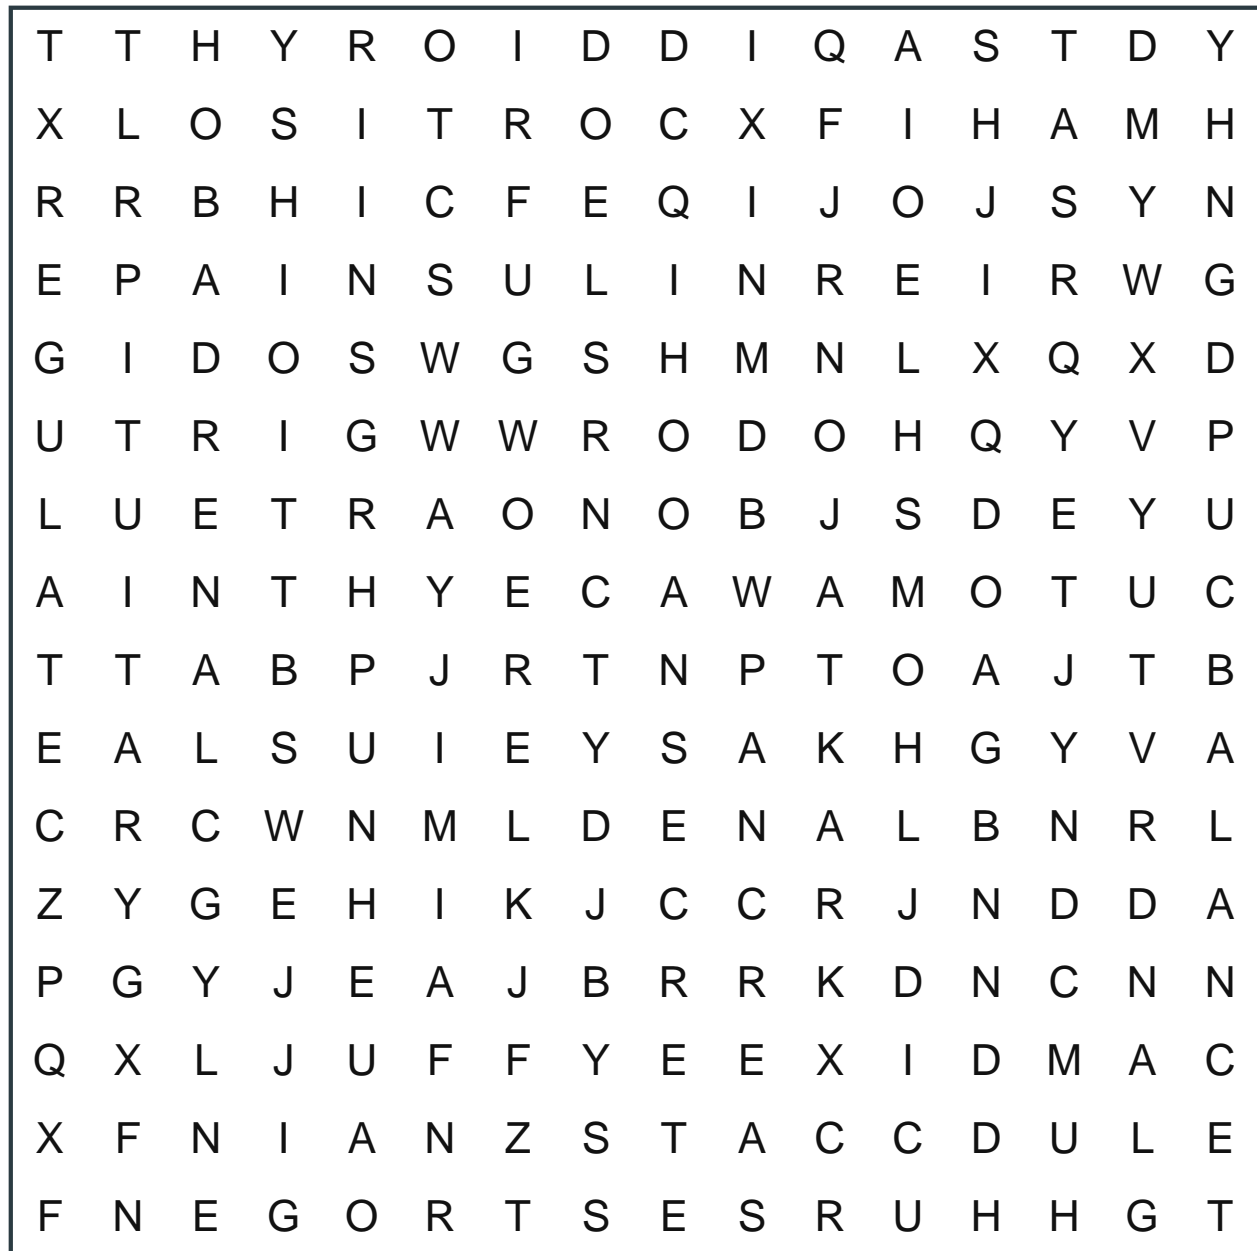 T T H Y R O I D D I Q A S T D Y
X L O S I T R O C X F I H A M H
R R B H I C F E Q I J O J S Y N
E P A I N S U L I N R E I R W G
G I D O S W G S H M N L X Q X D
U T R I G W W R O D O H Q Y V P
L U E T R A O N O B J S D E Y U
A I N T H Y E C A W A M O T U C
T T A B P J R T N P T O A J T B
E A L S U I E Y S A K H G Y V A
C R C W N M L D E N A L B N R L
Z Y G E H I K J C C R J N D D A
P G Y J E A J B R R K D N C N N
Q X L J U F F Y E E X I D M A C
X F N I A N Z S T A C C D U L E
F N E G O R T S E S R U H H G T